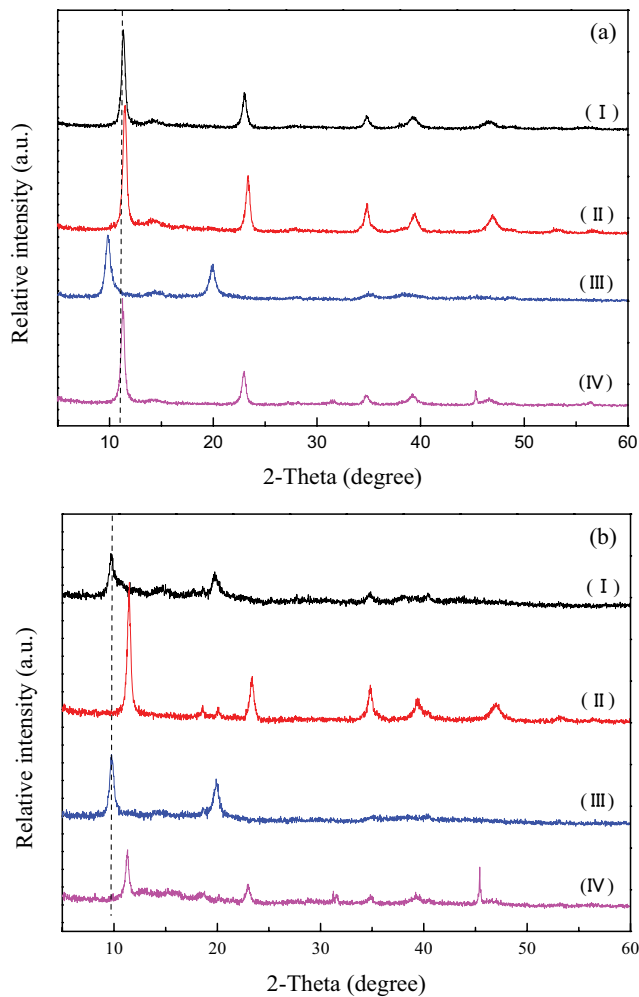 (a)
(Ⅰ)
(Ⅱ)
(Ⅲ)
(Ⅳ)
Relative intensity (a.u.)
10 20 30 40 50 60
2-Theta (degree)
(b)
(Ⅰ)
(Ⅱ)
(Ⅲ)
(Ⅳ)
Relative intensity (a.u.)
10 20 30 40 50 60
2-Theta (degree)